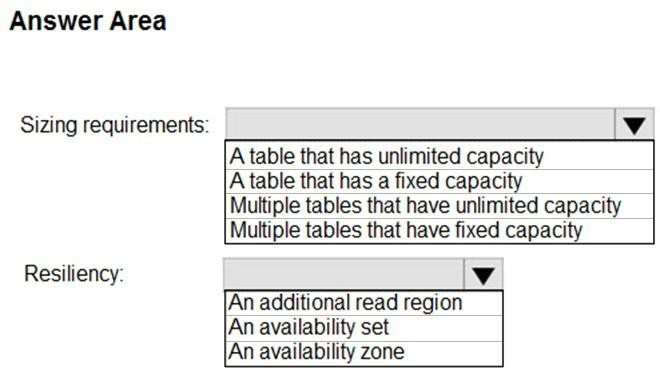 Answer Area
Sizing requirements:
A table that has unlimited capacity
A table that has a fixed capacity
Multiple tables that have unlimited capacity
Multiple tables that have fixed capacity
Resiliency:
An additional read region
An availability set
An availability zone